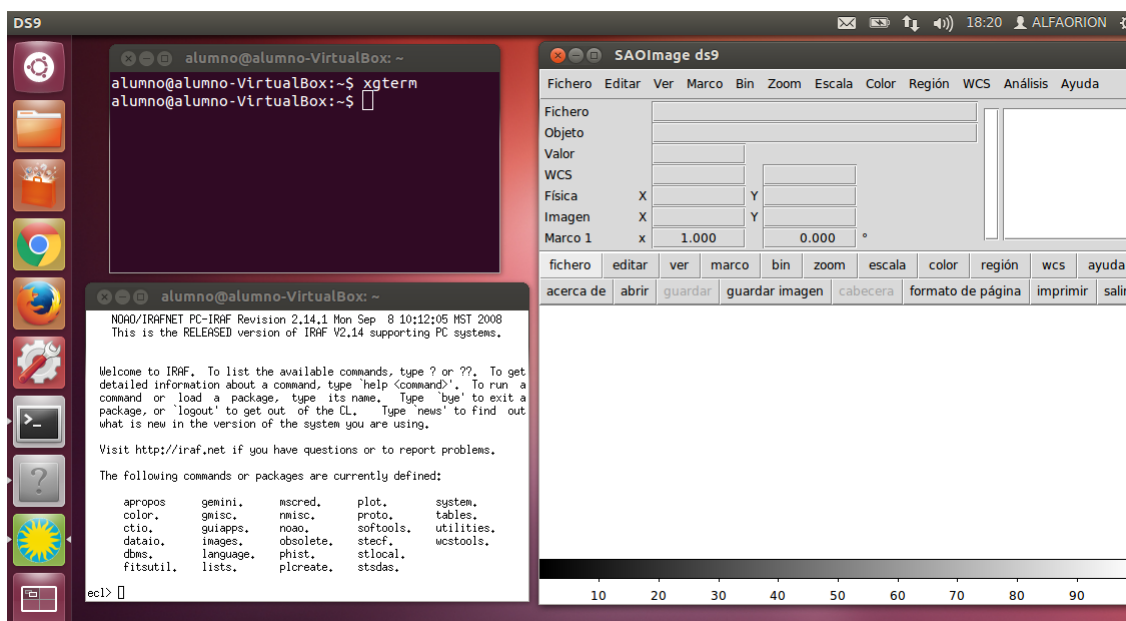 DS9 18:20 ALFAORION
alumno@alumno-VirtualBox: ~
alumno@alumno-VirtualBox:~$ xgterm
alumno@alumno-VirtualBox:~$
SAOImage ds9
Fichero Editar Ver Marco Bin Zoom Escala Color Región WCS Análisis Ayuda
Fichero
Objeto
Valor
WCS
Física X Y
Imagen X Y
Marco 1 x 1.000 0.000 °
fichero editar ver marco bin zoom escala color región wcs ayuda
acerca de abrir guardar guardar imagen cabecera formato de página imprimir salir
10 20 30 40 50 60 70 80 90
alumno@alumno-VirtualBox: ~
NOAO/IRAFNET PC-IRAF Revision 2.14.1 Mon Sep 8 10:12:05 MST 2008
This is the RELEASED version of IRAF V2.14 supporting PC systems.
Welcome to IRAF. To list the available commands, type ? or ??. To get
detailed information about a command, type `help <command>'. To run a
command or load a package, type its name. Type `bye' to exit a
package, or `logout' to get out of the CL. Type `news' to find out
what is new in the version of the system you are using.
Visit http://iraf.net if you have questions or to report problems.
The following commands or packages are currently defined:
apropos gemini. mscred. plot. system.
color. gmisc. nmisc. proto. tables.
ctio. guiapps. noao. softools. utilities.
dataio. images. obsolete. stecf. wcstools.
dbms. language. phist. stlocal.
fitsutil. lists. plcreate. stsdas.
ecl>